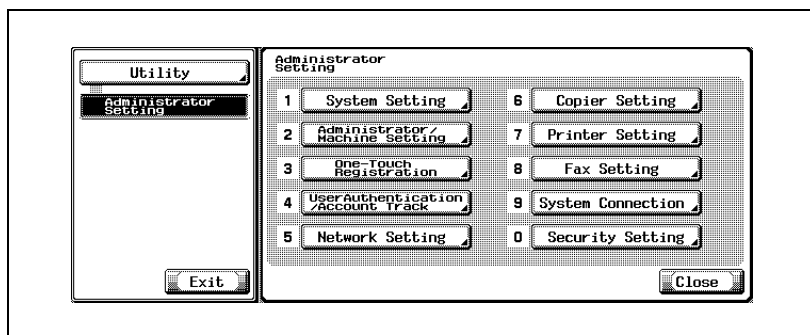 Utility
Administrator
Setting
Exit
Administrator
Setting
1 System Setting
2 Administrator/
Machine Setting
3 One-Touch
Registration
4 UserAuthentication
/Account Track
5 Network Setting
6 Copier Setting
7 Printer Setting
8 Fax Setting
9 System Connection
0 Security Setting
Close